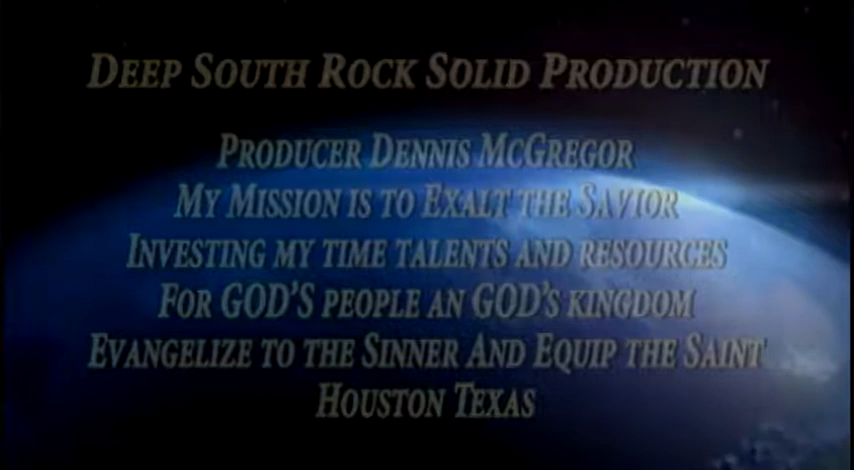 DEEP SOUTH ROCK SOLID PRODUCTION
PRODUCER DENNIS MCGREGOR
MY MISSION IS TO EXALT THE SAVIOR
INVESTING MY TIME TALENTS AND RESOURCES
FOR GOD'S PEOPLE AN GOD'S KINGDOM
EVANGELIZE TO THE SINNER AND EQUIP THE SAINT
HOUSTON TEXAS